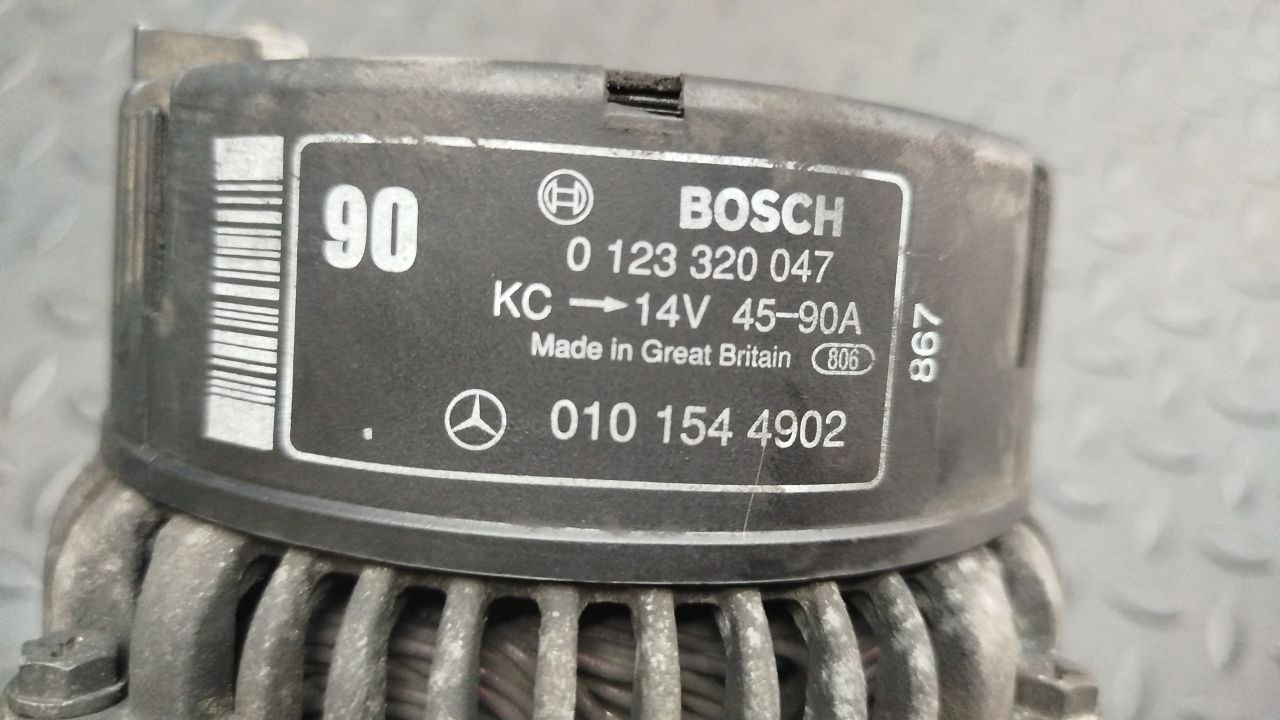 90
BOSCH
0 123 320 047
KC → 14V 45-90A
Made in Great Britain 806
010 154 4902
867